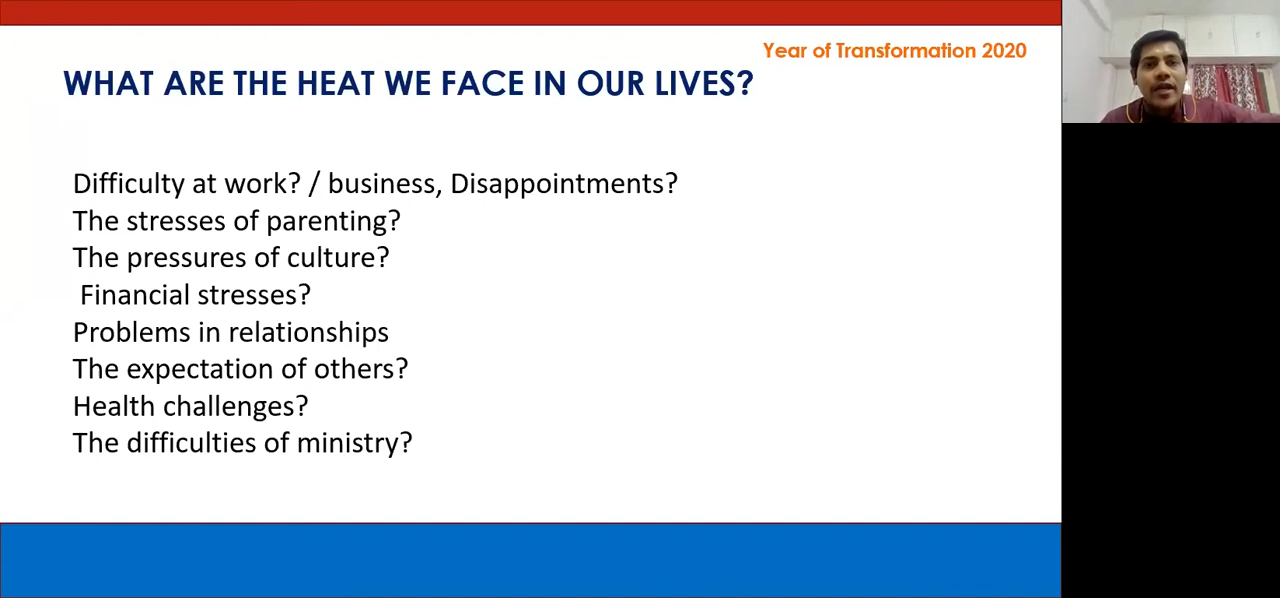 Year of Transformation 2020
WHAT ARE THE HEAT WE FACE IN OUR LIVES?
Difficulty at work? / business, Disappointments?
The stresses of parenting?
The pressures of culture?
Financial stresses?
Problems in relationships
The expectation of others?
Health challenges?
The difficulties of ministry?